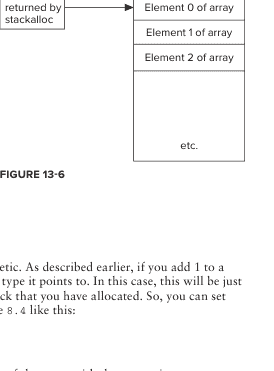 returned by
stackalloc
Element 0 of array
Element 1 of array
Element 2 of array
etc.
FIGURE 13-6
etic. As described earlier, if you add 1 to a
type it points to. In this case, this will be just
ck that you have allocated. So, you can set
e 8.4 like this: